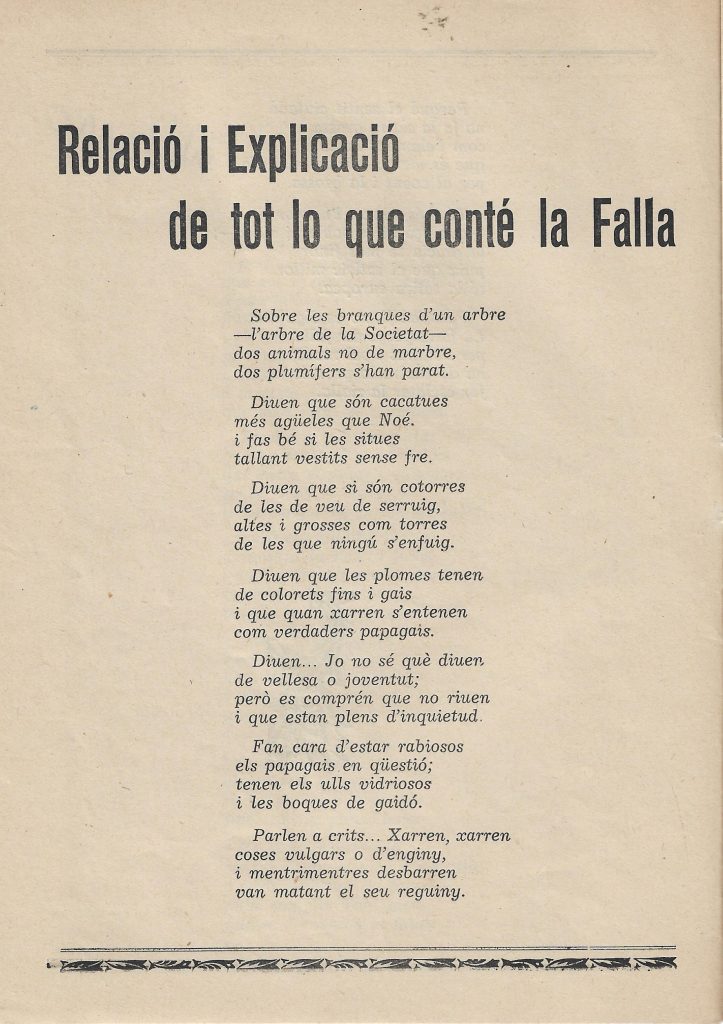 Relació i Explicació
de tot lo que conté la Falla
Sobre les branques d'un arbre
—l'arbre de la Societat—
dos animals no de marbre,
dos plumífers s'han parat.
Diuen que són cacatues
més agüeles que Noé.
i fas bé si les situes
tallant vestits sense fre.
Diuen que si són cotorres
de les de veu de serruig,
altes i grosses com torres
de les que ningú s'enfuig.
Diuen que les plomes tenen
de colorets fins i gais
i que quan xarren s'entenen
com verdaders papagais.
Diuen... Jo no sé què diuen
de vellesa o joventut;
però es comprén que no riuen
i que estan plens d'inquietud.
Fan cara d'estar rabiosos
els papagais en qüestió;
tenen els ulls vidriosos
i les boques de gaidó.
Parlen a crits... Xarren, xarren
coses vulgars o d'enginy,
i mentrimentres desbarren
van matant el seu reguiny.